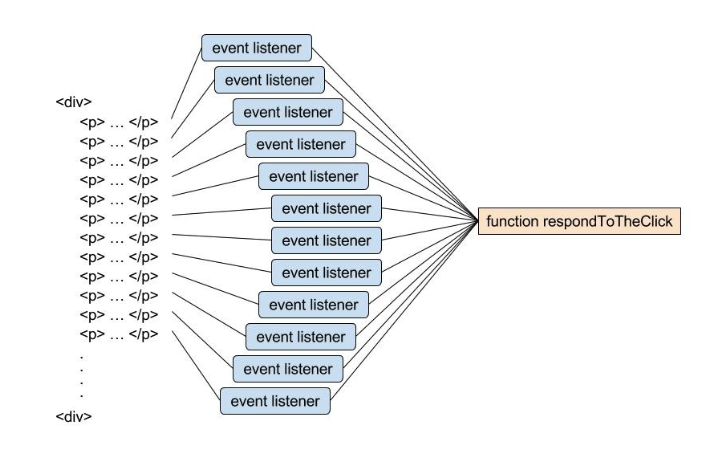 <div>
<p> ... </p>
<p> ... </p>
<p> ... </p>
<p> ... </p>
<p> ... </p>
<p> ... </p>
<p> ... </p>
<p> ... </p>
<p> ... </p>
<p> ... </p>
<p> ... </p>
<p> ... </p>
.
.
.
.
<div>
event listener
event listener
event listener
event listener
event listener
event listener
event listener
event listener
event listener
event listener
event listener
event listener
function respondToTheClick